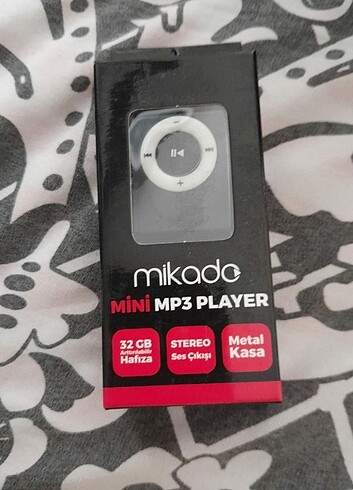 mikado
MiNi MP3 PLAYER
32 GB
Arttırılabilir
Hafıza
STEREO
Ses Çıkışı
Metal
Kasa